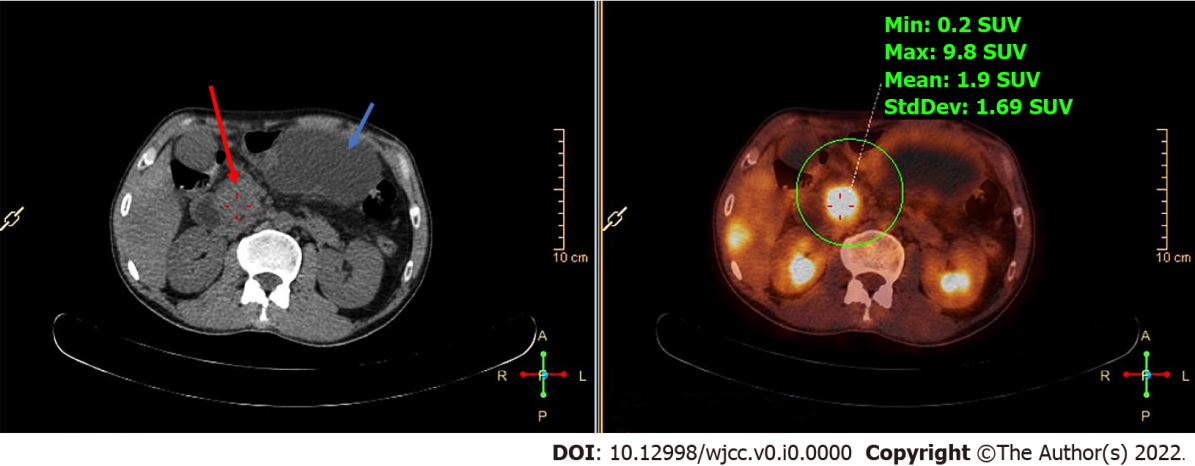 Min: 0.2 SUV
Max: 9.8 SUV
Mean: 1.9 SUV
StdDev: 1.69 SUV
10 cm
10 cm
A
A
R
P
L
R
P
L
P
P
DOI: 10.12998/wjcc.v0.i0.0000 Copyright ©The Author(s) 2022.